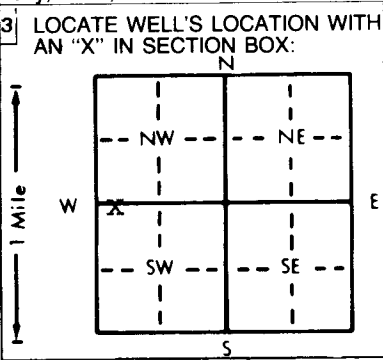 3 LOCATE WELL'S LOCATION WITH
AN "X" IN SECTION BOX:
N
NW NE
W X E
1 Mile
SW SE
S